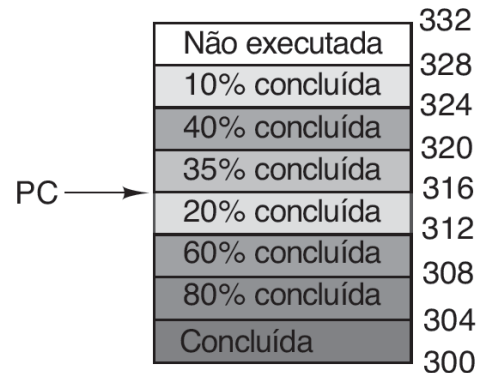 332
Não executada
328
10% concluída
324
40% concluída
320
35% concluída
PC
316
20% concluída
312
60% concluída
308
80% concluída
304
Concluída
300